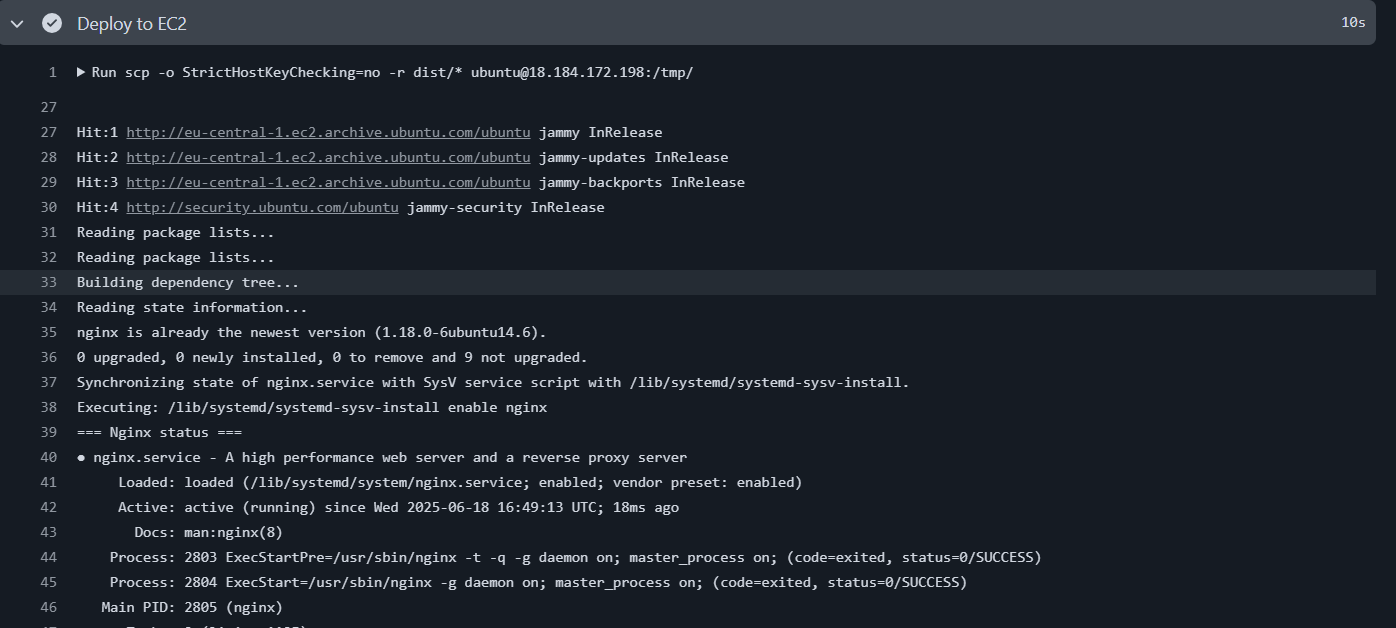 Deploy to EC2 10s
1 Run scp -o StrictHostKeyChecking=no -r dist/* ubuntu@18.184.172.198:/tmp/
27
27 Hit:1 http://eu-central-1.ec2.archive.ubuntu.com/ubuntu jammy InRelease
28 Hit:2 http://eu-central-1.ec2.archive.ubuntu.com/ubuntu jammy-updates InRelease
29 Hit:3 http://eu-central-1.ec2.archive.ubuntu.com/ubuntu jammy-backports InRelease
30 Hit:4 http://security.ubuntu.com/ubuntu jammy-security InRelease
31 Reading package lists...
32 Reading package lists...
33 Building dependency tree...
34 Reading state information...
35 nginx is already the newest version (1.18.0-6ubuntu14.6).
36 0 upgraded, 0 newly installed, 0 to remove and 9 not upgraded.
37 Synchronizing state of nginx.service with SysV service script with /lib/systemd/systemd-sysv-install.
38 Executing: /lib/systemd/systemd-sysv-install enable nginx
39 === Nginx status ===
40 ● nginx.service - A high performance web server and a reverse proxy server
41 Loaded: loaded (/lib/systemd/system/nginx.service; enabled; vendor preset: enabled)
42 Active: active (running) since Wed 2025-06-18 16:49:13 UTC; 18ms ago
43 Docs: man:nginx(8)
44 Process: 2803 ExecStartPre=/usr/sbin/nginx -t -q -g daemon on; master_process on; (code=exited, status=0/SUCCESS)
45 Process: 2804 ExecStart=/usr/sbin/nginx -g daemon on; master_process on; (code=exited, status=0/SUCCESS)
46 Main PID: 2805 (nginx)